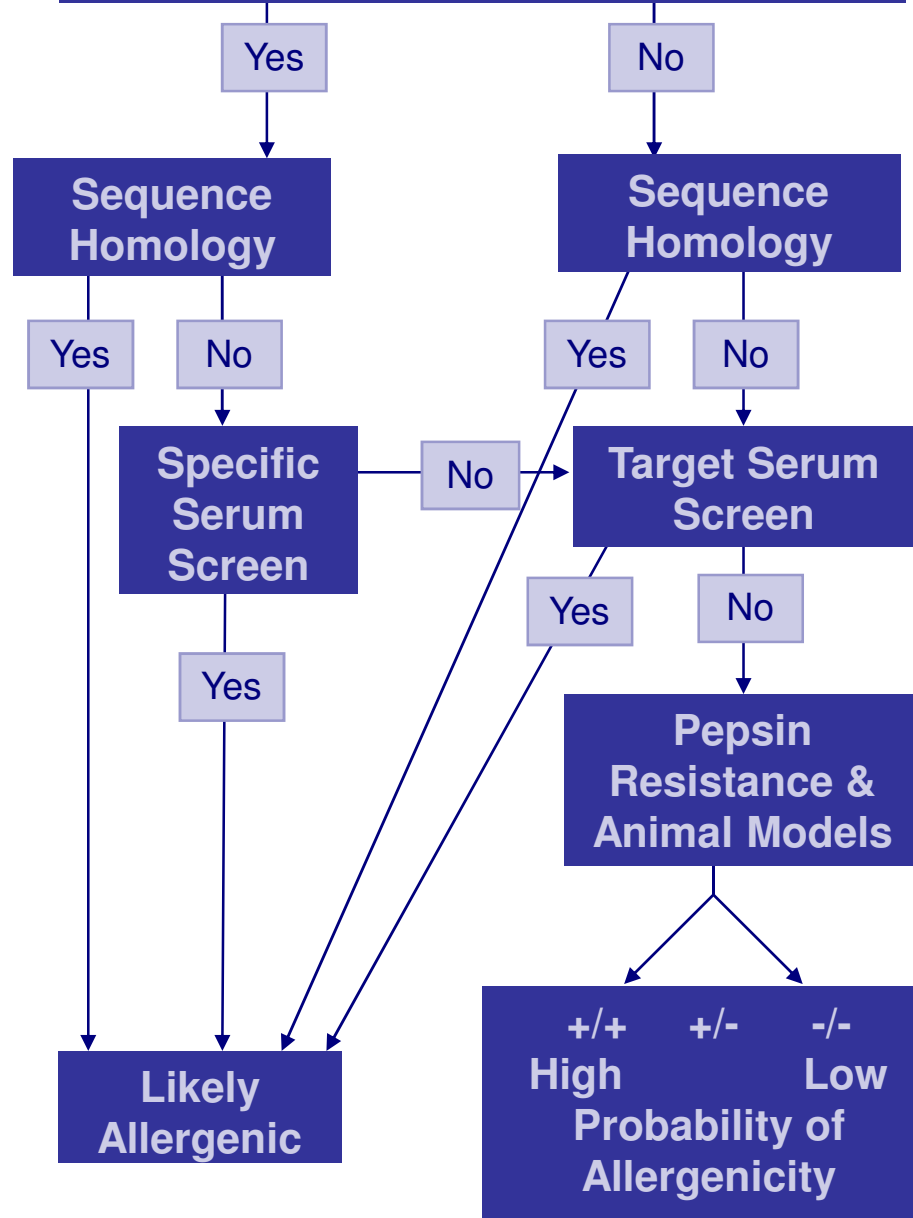 Yes
No
Sequence
Homology
Sequence
Homology
Yes
No
Yes
No
Specific
Serum
Screen
No
Target Serum
Screen
Yes
No
Yes
Pepsin
Resistance &
Animal Models
+/+ +/- -/-
High Low
Probability of
Allergenicity
Likely
Allergenic